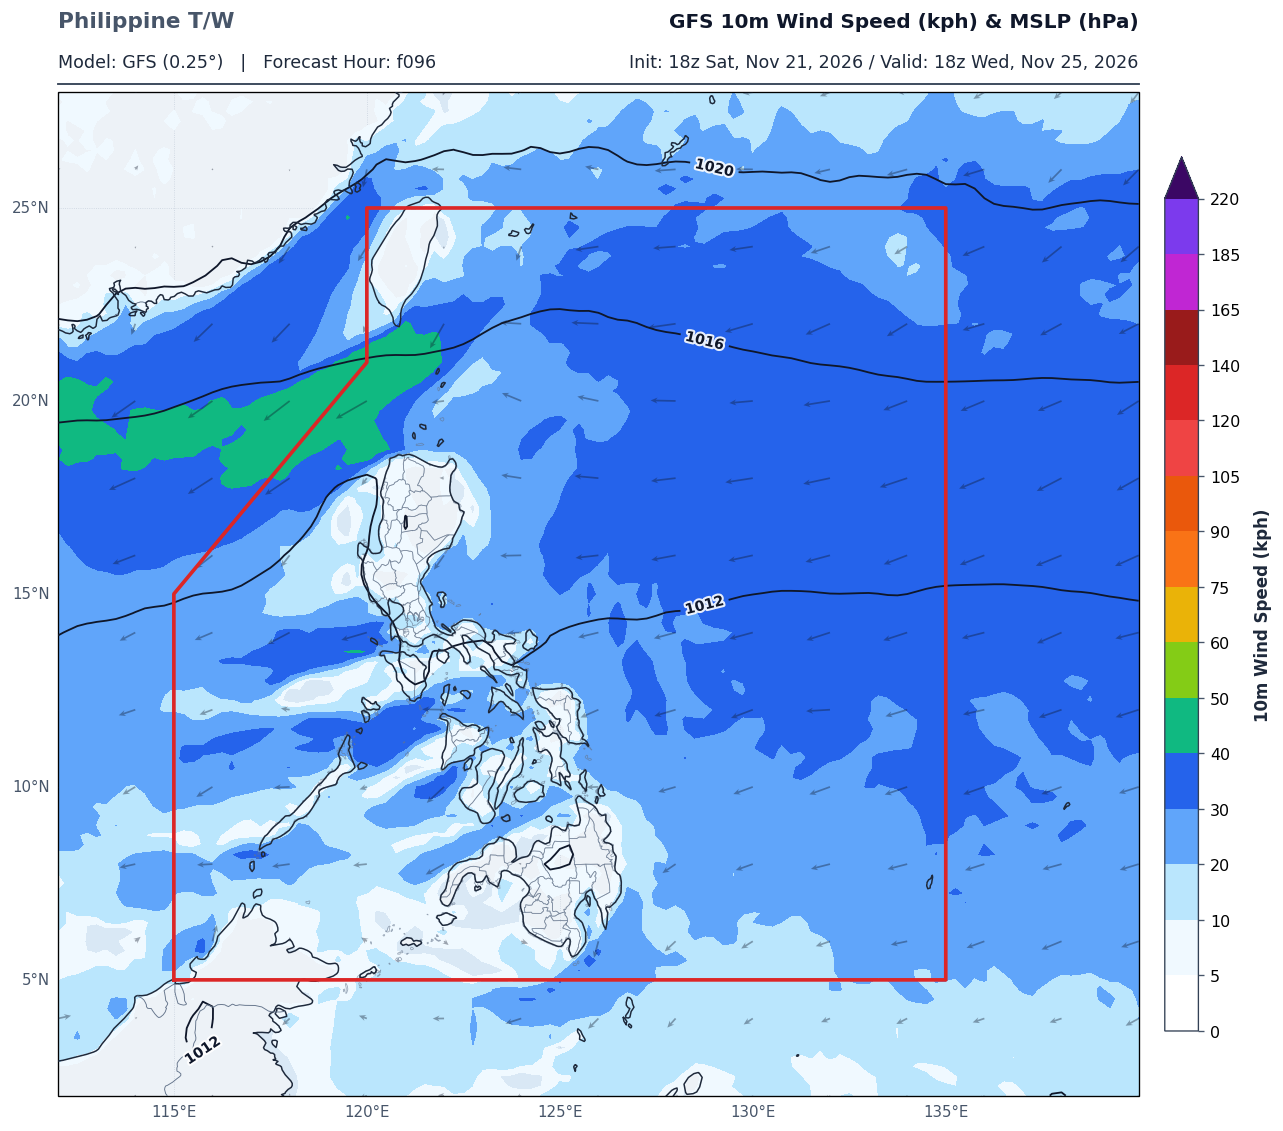 Philippine T/W
GFS 10m Wind Speed (kph) & MSLP (hPa)
Model: GFS (0.25°) | Forecast Hour: f096
Init: 18z Sat, Nov 21, 2026 / Valid: 18z Wed, Nov 25, 2026
1020
1016
1012
1012
25°N
20°N
15°N
10°N
5°N
115°E
120°E
125°E
130°E
135°E
220
185
165
140
120
105
90
75
60
50
40
30
20
10
5
0
10m Wind Speed (kph)